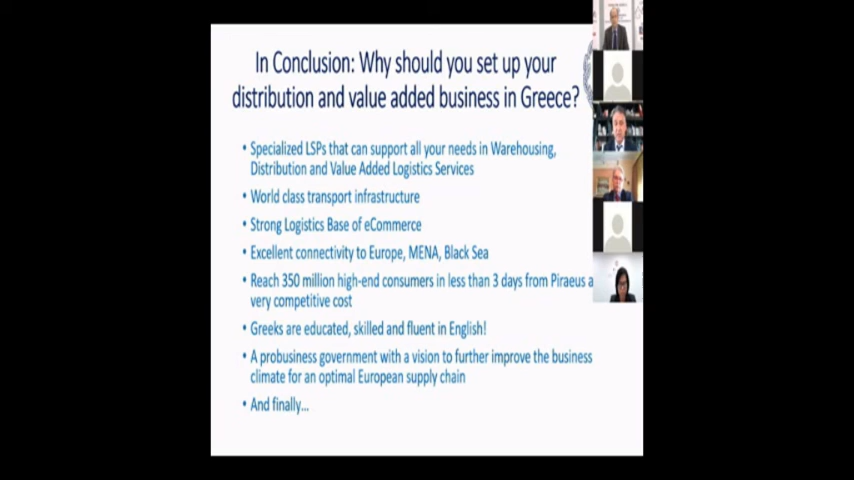 In Conclusion: Why should you set up your
distribution and value added business in Greece?
• Specialized LSPs that can support all your needs in Warehousing,
Distribution and Value Added Logistics Services
• World class transport infrastructure
• Strong Logistics Base of eCommerce
• Excellent connectivity to Europe, MENA, Black Sea
• Reach 350 million high-end consumers in less than 3 days from Piraeus a
very competitive cost
• Greeks are educated, skilled and fluent in English!
• A probusiness government with a vision to further improve the business
climate for an optimal European supply chain
• And finally...